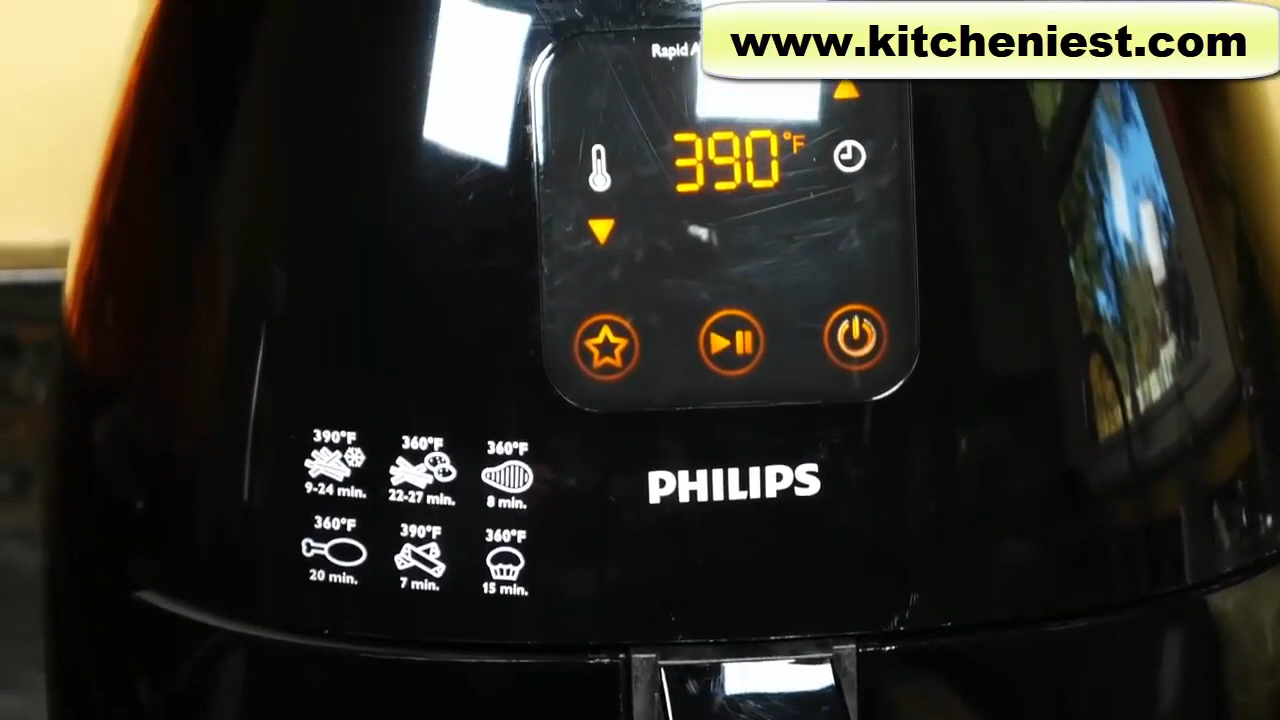 www.kitcheniest.com
Rapid
390°F
390°F
9-24 min.
360°F
22-27 min.
360°F
8 min.
PHILIPS
360°F
20 min.
390°F
7 min.
360°F
15 min.